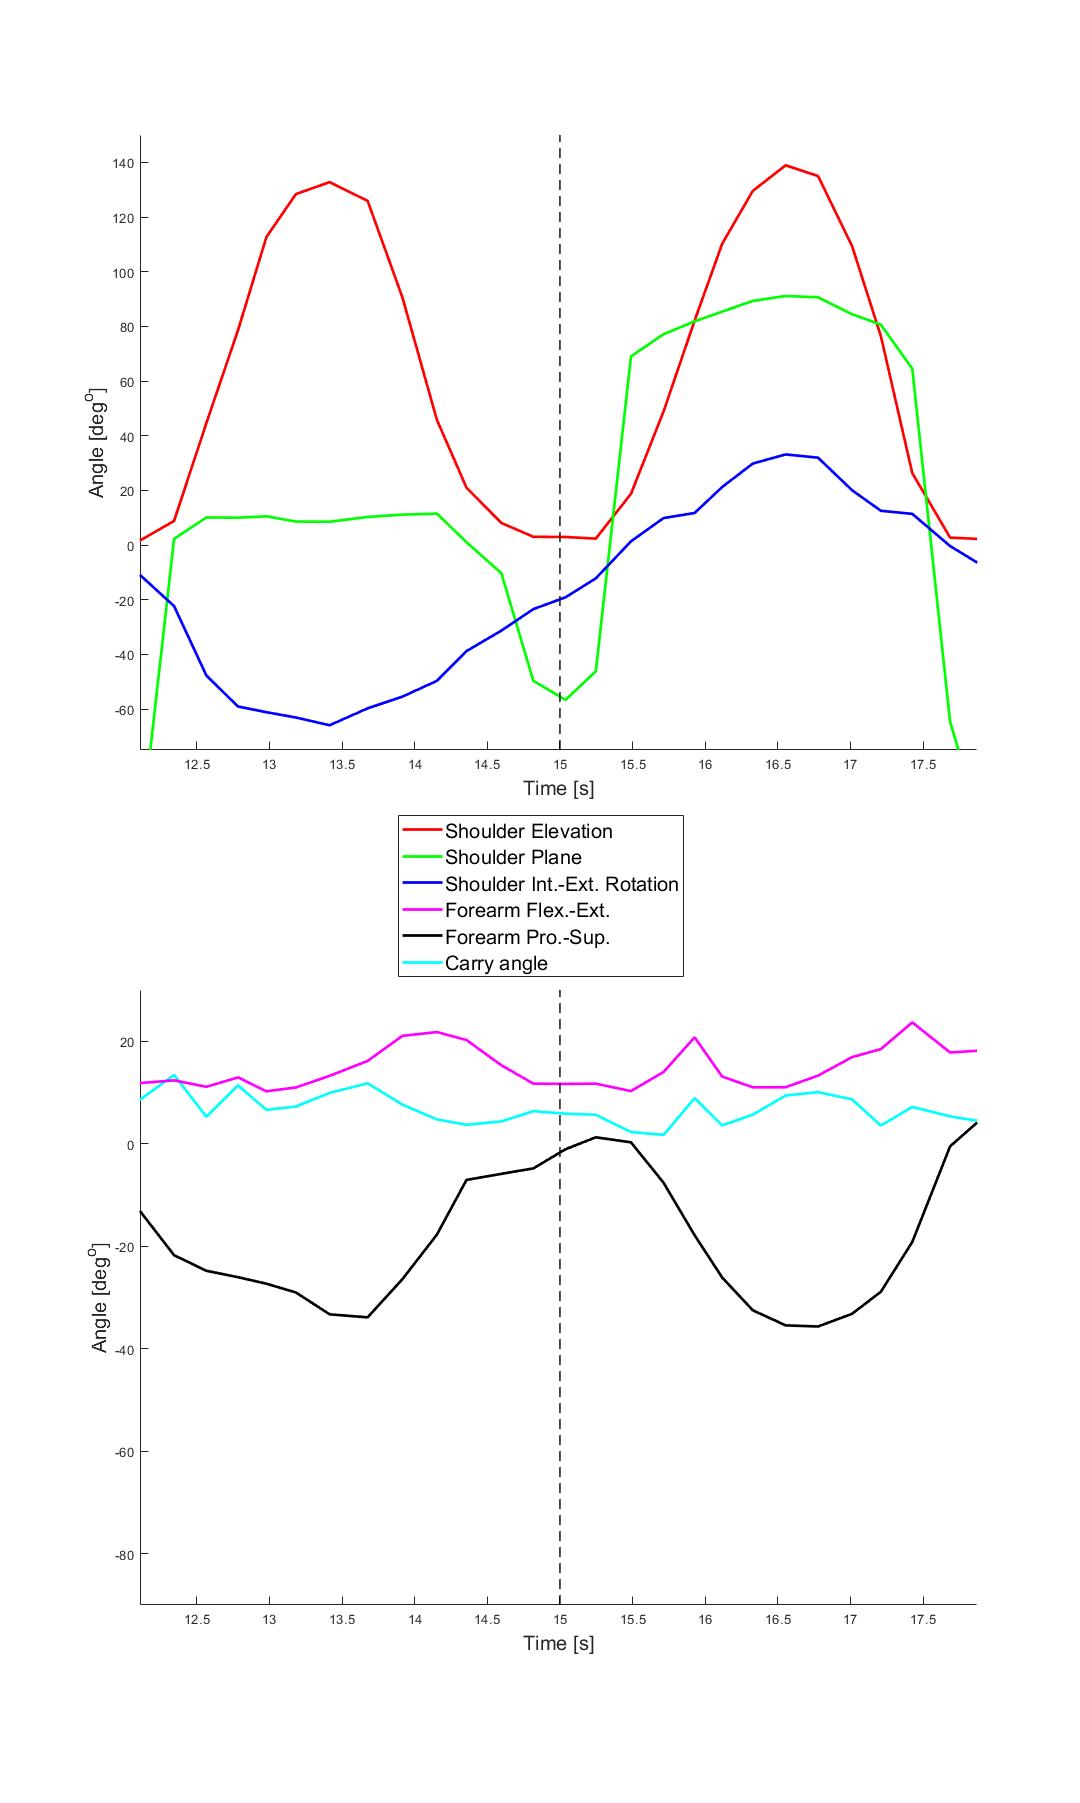 140
120
100
80
60
40
20
0
-20
-40
-60
Angle [deg°]
12.5 13 13.5 14 14.5 15 15.5 16 16.5 17 17.5
Time [s]
Shoulder Elevation
Shoulder Plane
Shoulder Int.-Ext. Rotation
Forearm Flex.-Ext.
Forearm Pro.-Sup.
Carry angle
20
0
-20
-40
-60
-80
Angle [deg°]
12.5 13 13.5 14 14.5 15 15.5 16 16.5 17 17.5
Time [s]